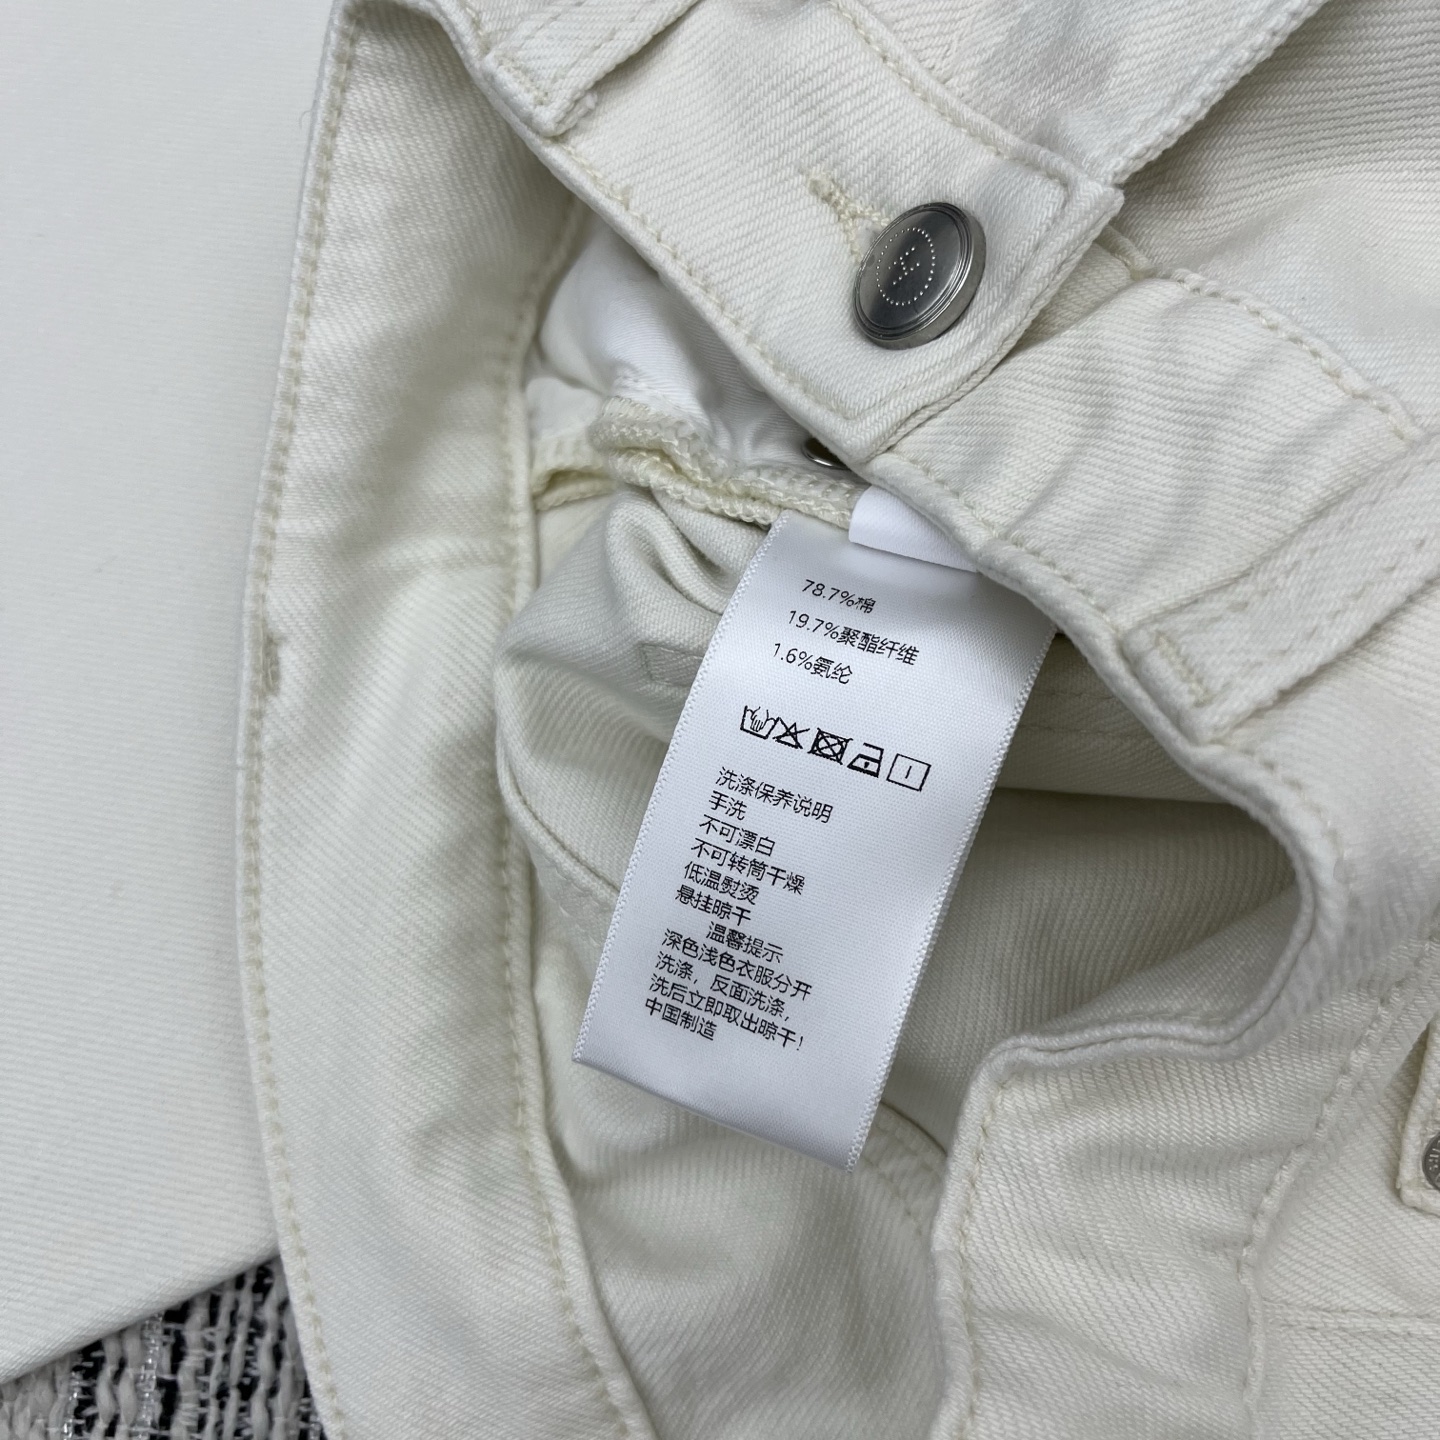 78.7%棉
19.7%聚酯纤维
1.6%氨纶
洗涤保养说明
手洗
不可漂白
不可转筒干燥
低温熨烫
悬挂晾干
温馨提示
深色浅色衣服分开
洗涤，反面洗涤，
洗后立即取出晾干!
中国制造